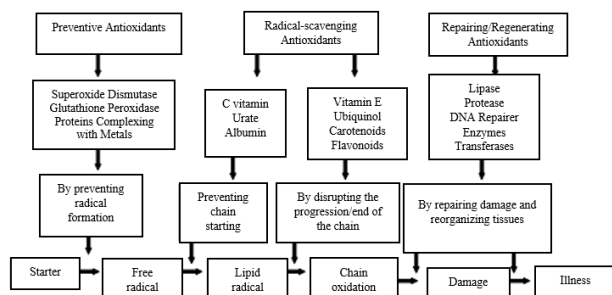 Preventive Antioxidants
Radical-scavenging
Antioxidants
Repairing/Regenerating
Antioxidants
Superoxide Dismutase
Glutathione Peroxidase
Proteins Complexing
with Metals
C vitamin
Urate
Albumin
Vitamin E
Ubiquinol
Carotenoids
Flavonoids
Lipase
Protease
DNA Repairer
Enzymes
Transferases
By preventing
radical
formation
Preventing
chain
starting
By disrupting the
progression/end of
the chain
By repairing damage and
reorganizing tissues
Starter
Free
radical
Lipid
radical
Chain
oxidation
Damage
Illness